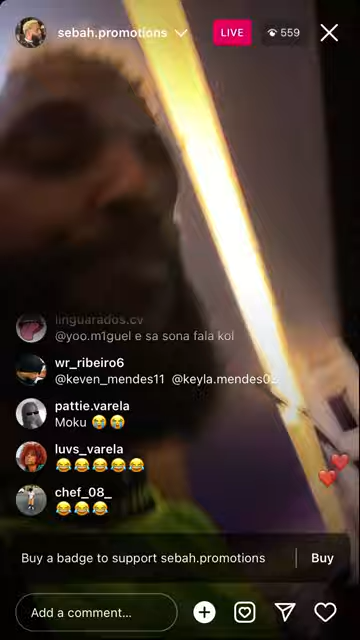 sebah.promotions
LIVE
559
linguarados.cv
@yoo.m1guel e sa sona fala kol
wr_ribeiro6
@keven_mendes11 @keyla.mendes02
pattie.varela
Moku 😭😭
luvs_varela
😂😂😂😂😂
chef_08_
😂😂😂
Buy a badge to support sebah.promotions
Buy
Add a comment...